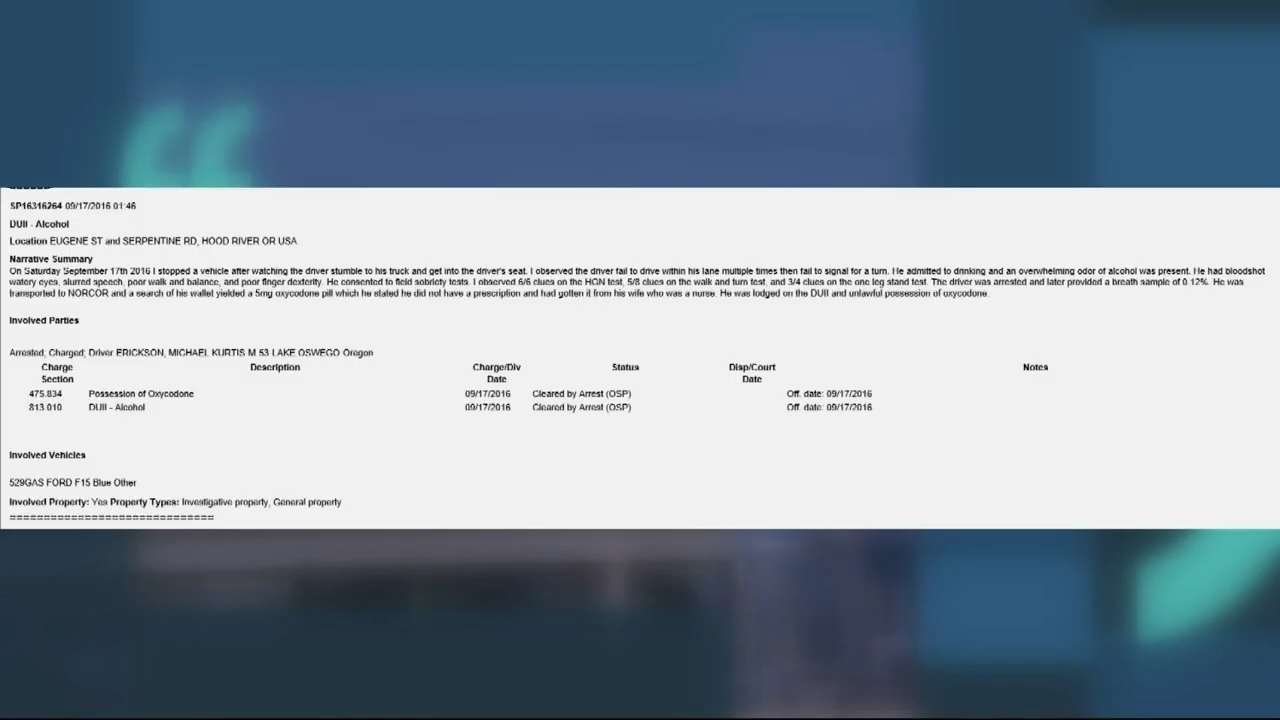 SP16316264 09/17/2016 01:46
DUII - Alcohol
Location EUGENE ST and SERPENTINE RD, HOOD RIVER OR USA
Narrative Summary
On Saturday September 17th 2016 I stopped a vehicle after watching the driver stumble to his truck and get into the driver's seat. I observed the driver fail to drive within his lane multiple times then fail to signal for a turn. He admitted to drinking and an overwhelming odor of alcohol was present. He had bloodshot
watery eyes, slurred speech, poor walk and balance, and poor finger dexterity. He consented to field sobriety tests. I observed 6/6 clues on the HGN test, 5/8 clues on the walk and turn test, and 3/4 clues on the one leg stand test. The driver was arrested and later provided a breath sample of 0.12%. He was
transported to NORCOR and a search of his wallet yielded a 5mg oxycodone pill which he stated he did not have a prescription and had gotten it from his wife who was a nurse. He was lodged on the DUII and unlawful possession of oxycodone.
Involved Parties
Arrested; Charged; Driver ERICKSON, MICHAEL KURTIS M 53 LAKE OSWEGO Oregon
Charge Description Charge/Div Status Disp/Court Notes
Section Date Date
475.834 Possession of Oxycodone 09/17/2016 Cleared by Arrest (OSP) Off. date: 09/17/2016
813.010 DUII - Alcohol 09/17/2016 Cleared by Arrest (OSP) Off. date: 09/17/2016
Involved Vehicles
529GAS FORD F15 Blue Other
Involved Property: Yes Property Types: Investigative property, General property
==============================